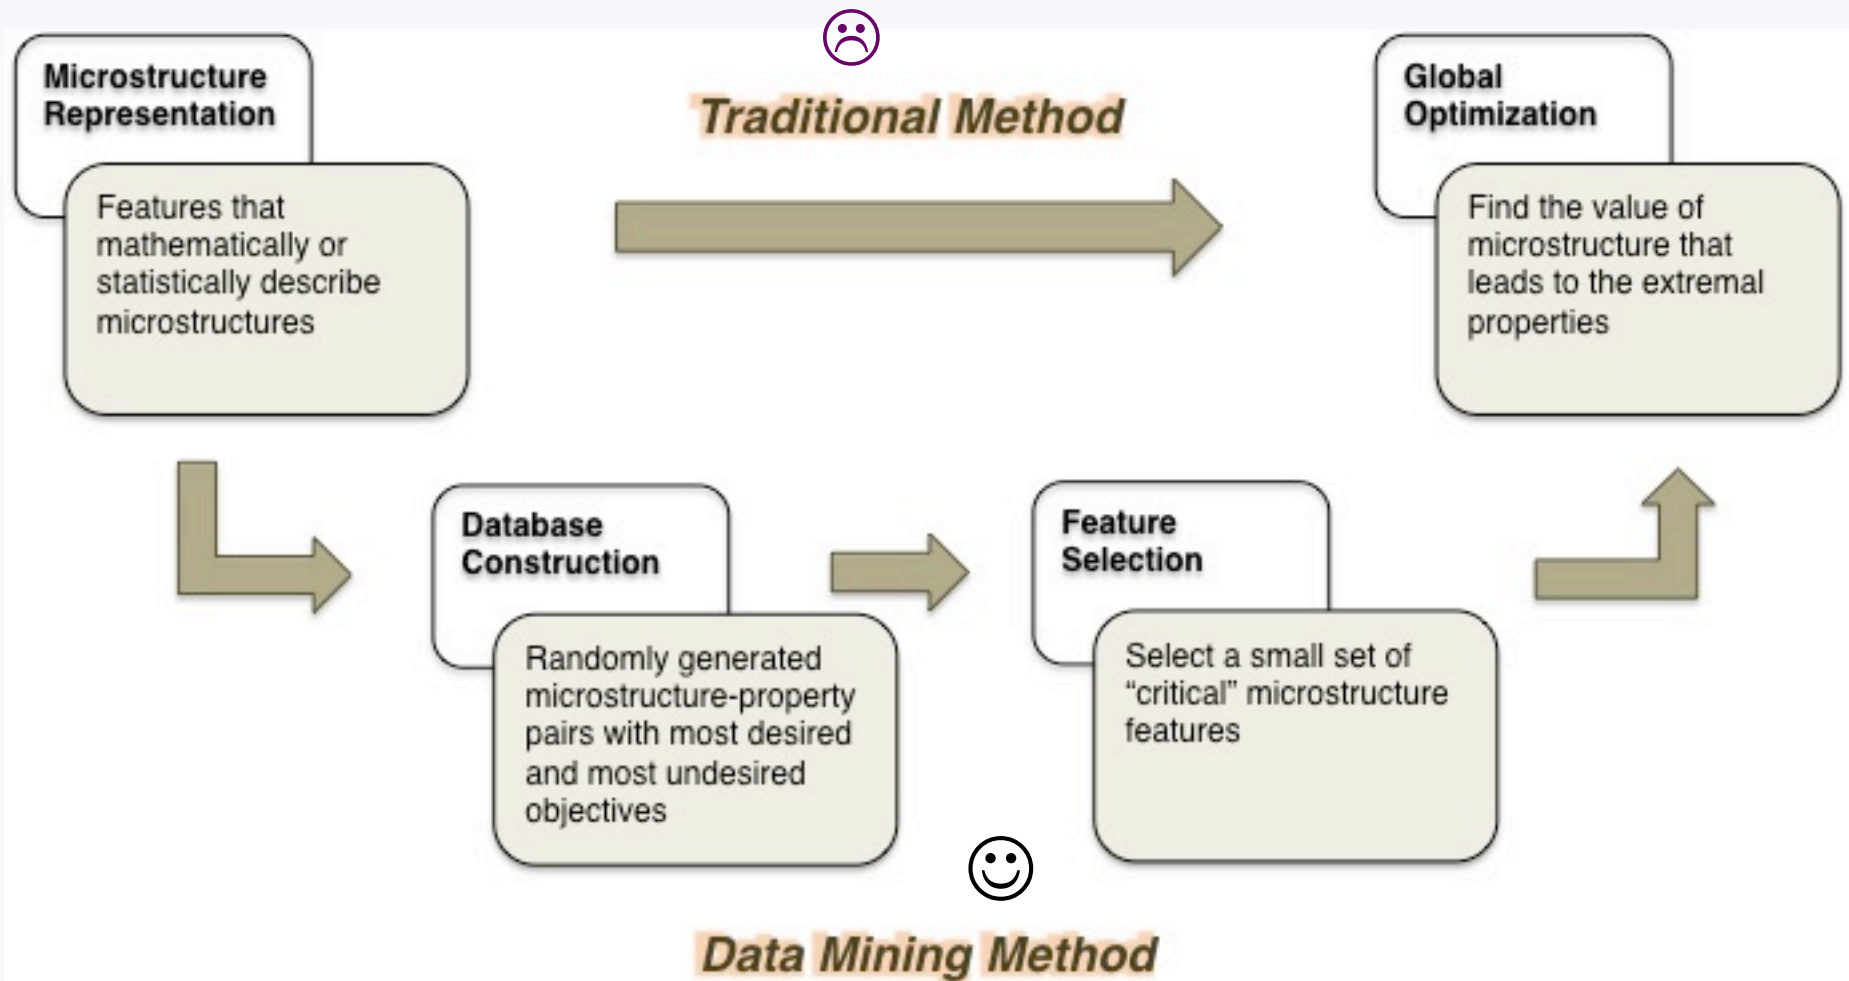 Microstructure
Representation
Features that
mathematically or
statistically describe
microstructures
Traditional Method
Global
Optimization
Find the value of
microstructure that
leads to the extremal
properties
Database
Construction
Randomly generated
microstructure-property
pairs with most desired
and most undesired
objectives
Feature
Selection
Select a small set of
“critical” microstructure
features
Data Mining Method